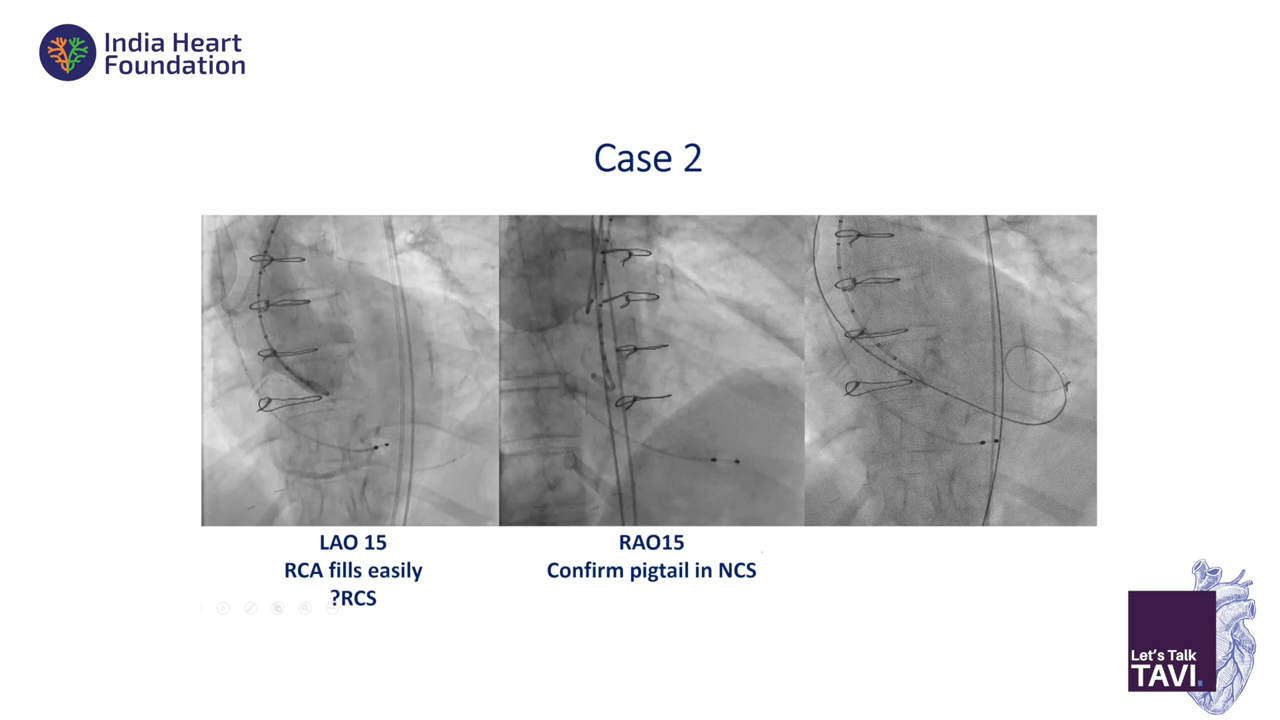 India Heart
Foundation
Case 2
LAO 15
RCA fills easily
?RCS
RAO15
Confirm pigtail in NCS
Let's Talk
TAVI.